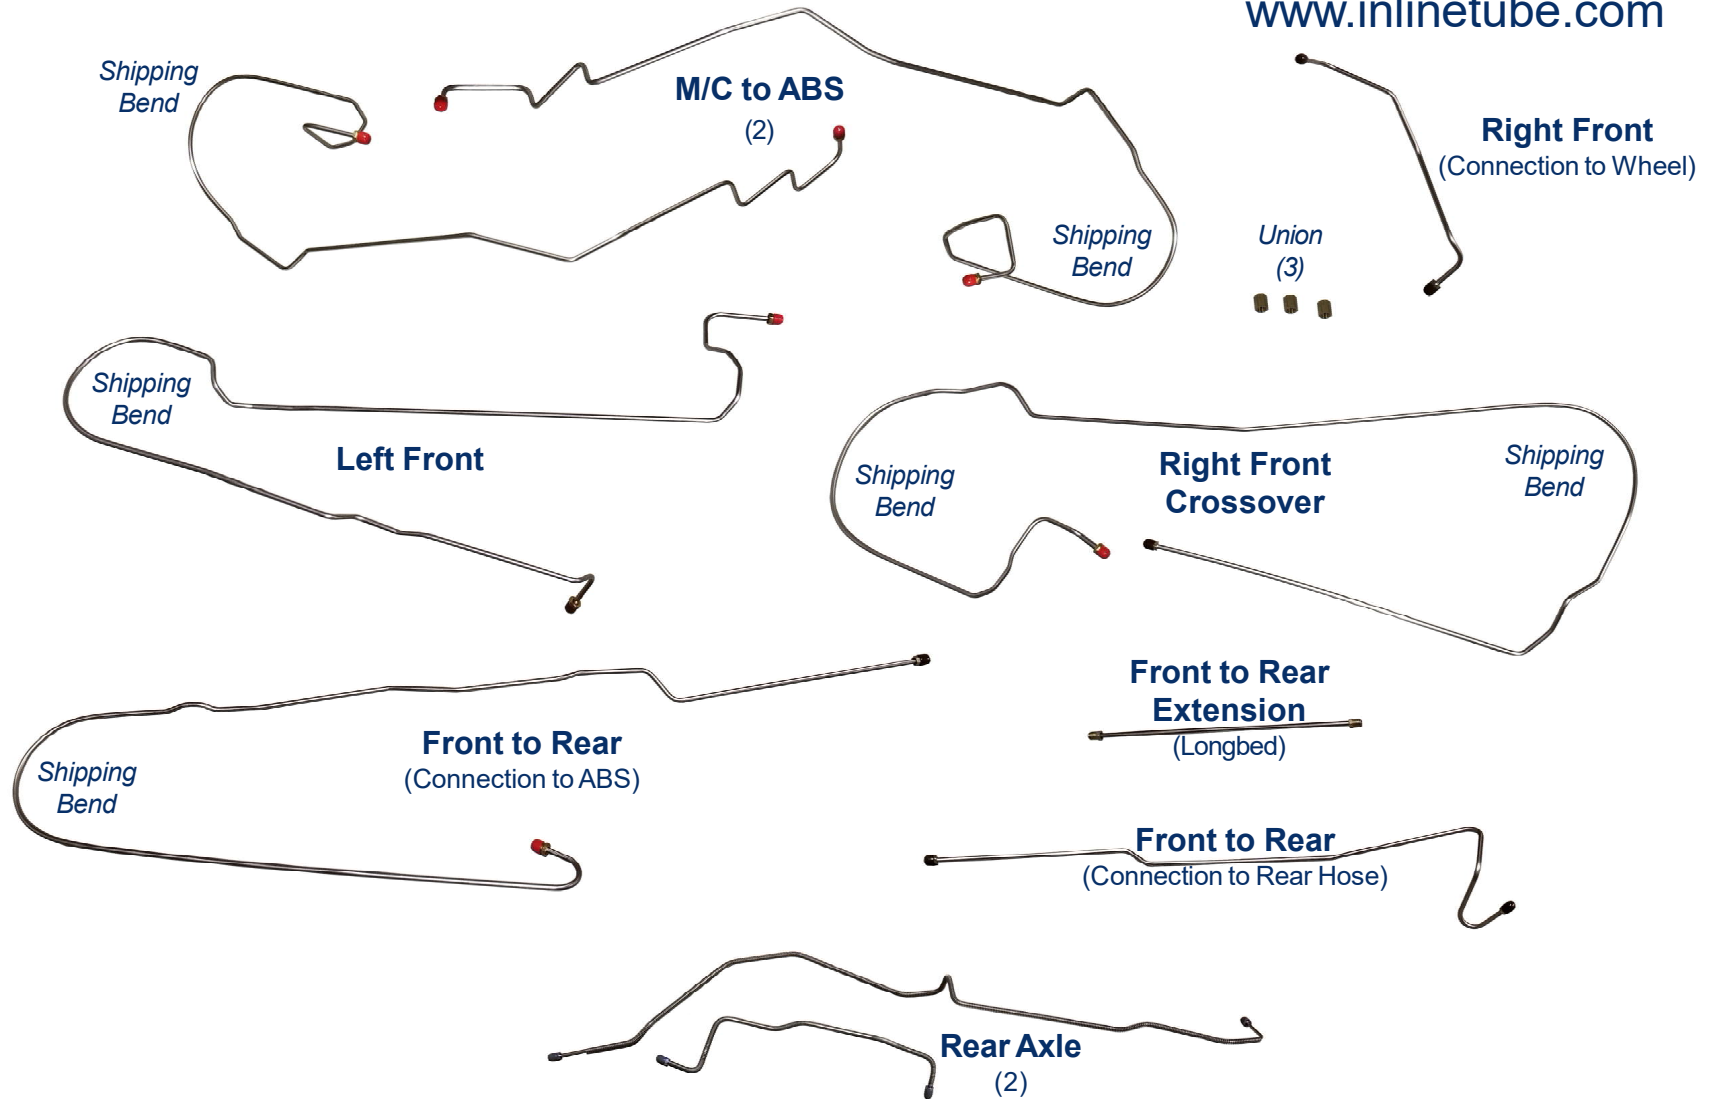 www.inlinetube.com
Shipping
Bend
M/C to ABS
(2)
Right Front
(Connection to Wheel)
Shipping
Bend
Union
(3)
Shipping
Bend
Left Front
Shipping
Bend
Right Front
Crossover
Shipping
Bend
Front to Rear
Extension
(Longbed)
Front to Rear
(Connection to ABS)
Shipping
Bend
Front to Rear
(Connection to Rear Hose)
Rear Axle
(2)